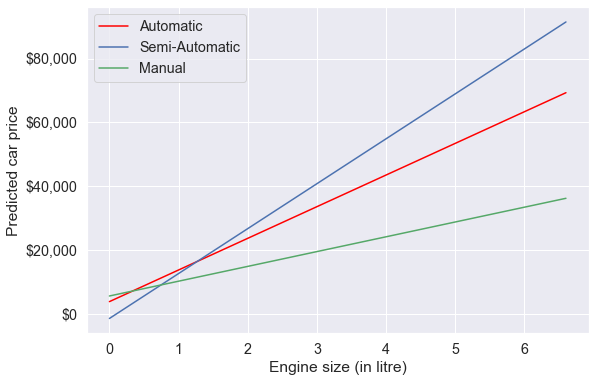 Automatic
Semi-Automatic
Manual
Predicted car price
$80,000
$60,000
$40,000
$20,000
$0
0 1 2 3 4 5 6
Engine size (in litre)